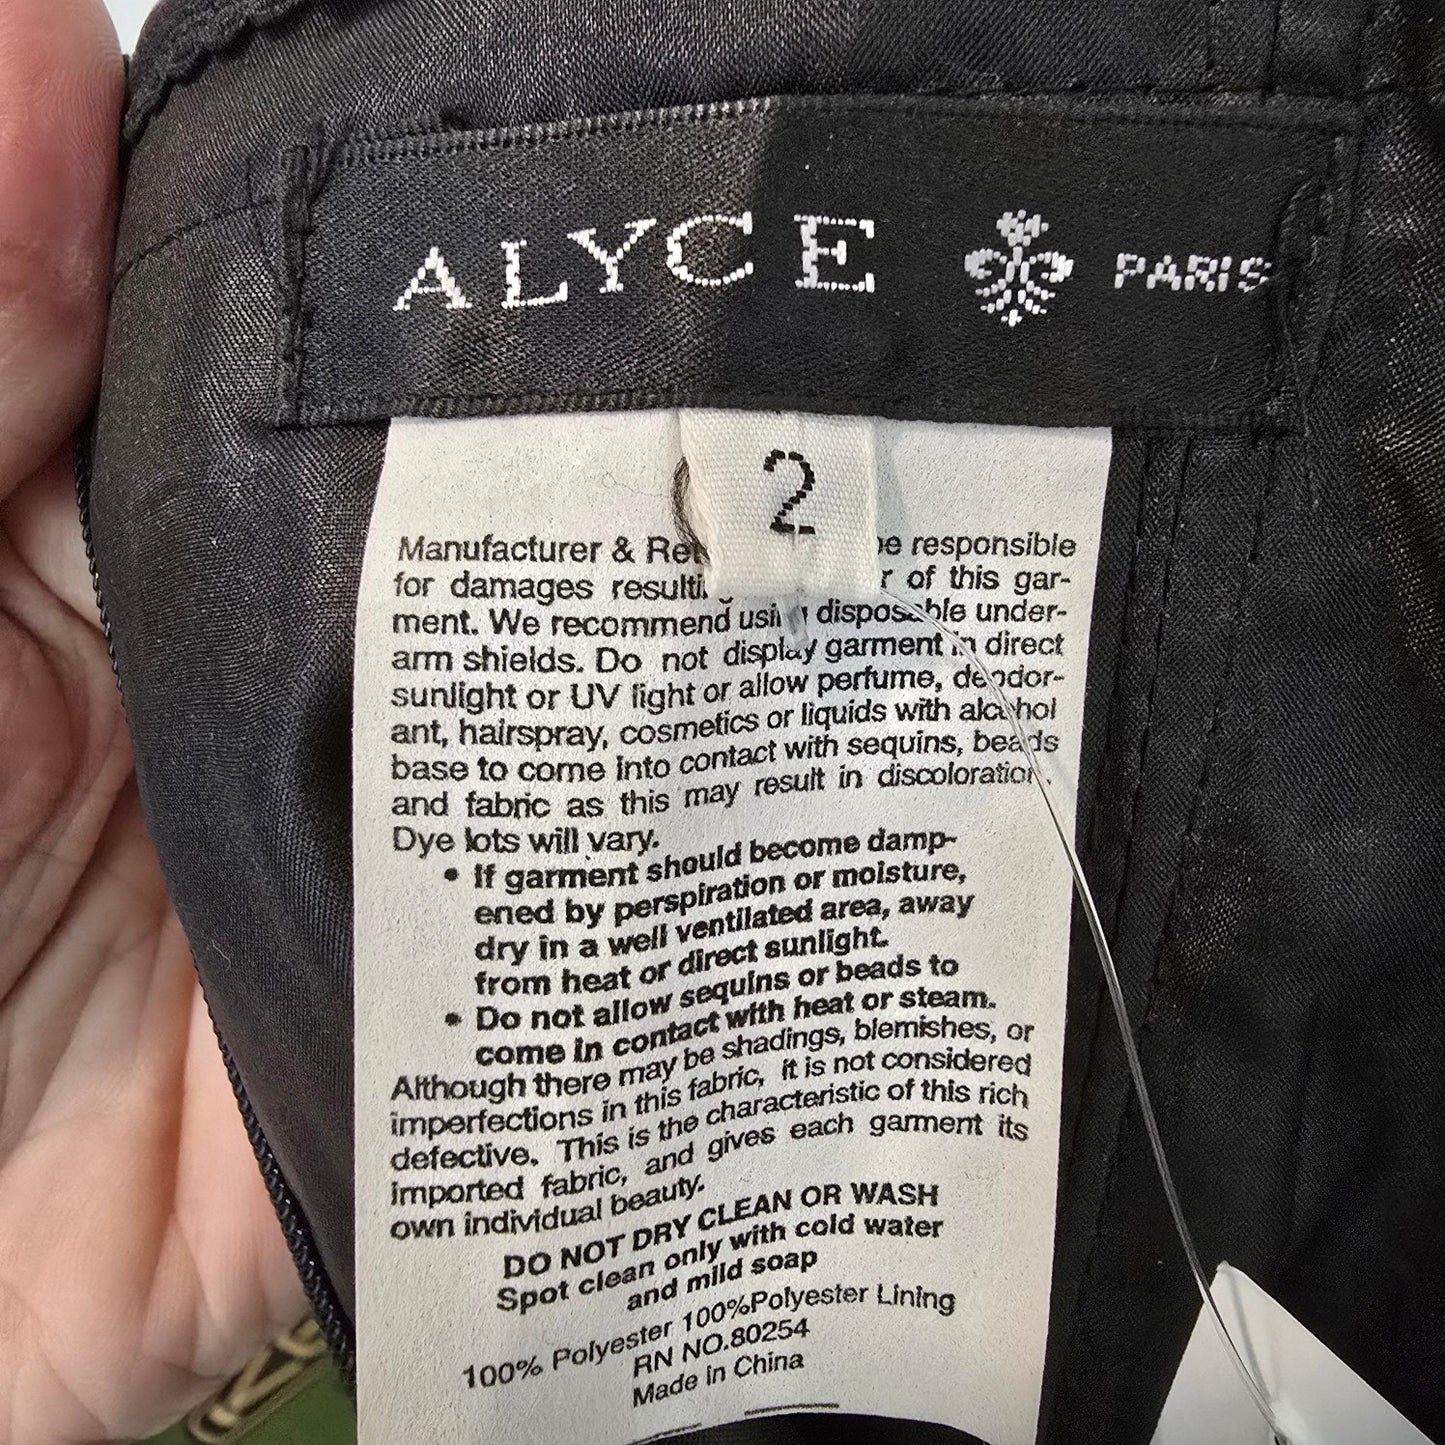 ALYCE PARIS
2
Manufacturer & be responsible
for damages of this gar-
ment. We recommend using disposable under-
arm shields. Do not display garment in direct
sunlight or UV light or allow perfume, deodor-
ant, hairspray, cosmetics or liquids with alcohol
base to come into contact with sequins, beads
and fabric as this may result in discoloration.
Dye lots will vary.
• If garment should become damp-
ened by perspiration or moisture,
dry in a well ventilated area, away
from heat or direct sunlight.
• Do not allow sequins or beads to
come in contact with heat or steam.
Although there may be shadings, blemishes, or
imperfections in this fabric, it is not considered
defective. This is the characteristic of this rich
imported fabric, and gives each garment its
own individual beauty.
DO NOT DRY CLEAN OR WASH
Spot clean only with cold water
and mild soap
100% Polyester 100%Polyester Lining
RN NO.80254
Made in China